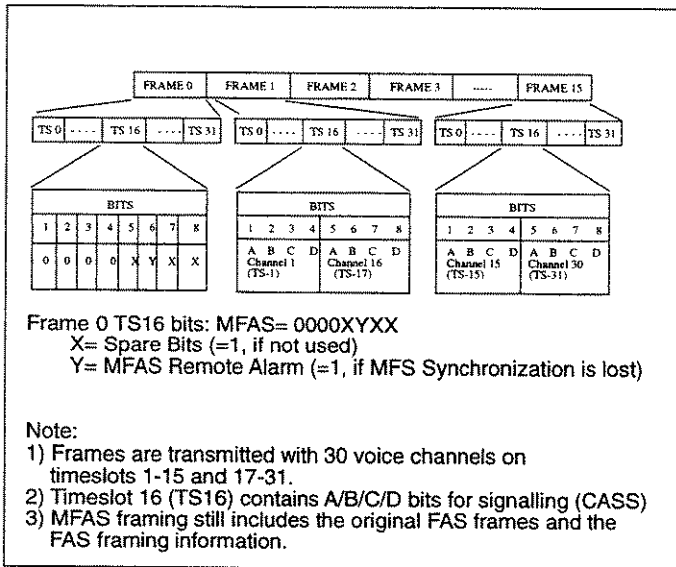 FRAME 0 FRAME 1 FRAME 2 FRAME 3 ----- FRAME 15
TS 0 ---- TS 16 ---- TS 31 TS 0 ---- TS 16 ---- TS 31 TS 0 ---- TS 16 ---- TS 31
BITS BITS BITS
1 2 3 4 5 6 7 8 1 2 3 4 5 6 7 8 1 2 3 4 5 6 7 8
0 0 0 0 X Y X X A B C D A B C D A B C D A B C D
Channel 1 Channel 16 Channel 15 Channel 30
(TS-1) (TS-17) (TS-15) (TS-31)
Frame 0 TS16 bits: MFAS= 0000XYXX
X= Spare Bits (=1, if not used)
Y= MFAS Remote Alarm (=1, if MFS Synchronization is lost)
Note:
1) Frames are transmitted with 30 voice channels on
timeslots 1-15 and 17-31.
2) Timeslot 16 (TS16) contains A/B/C/D bits for signalling (CASS)
3) MFAS framing still includes the original FAS frames and the
FAS framing information.